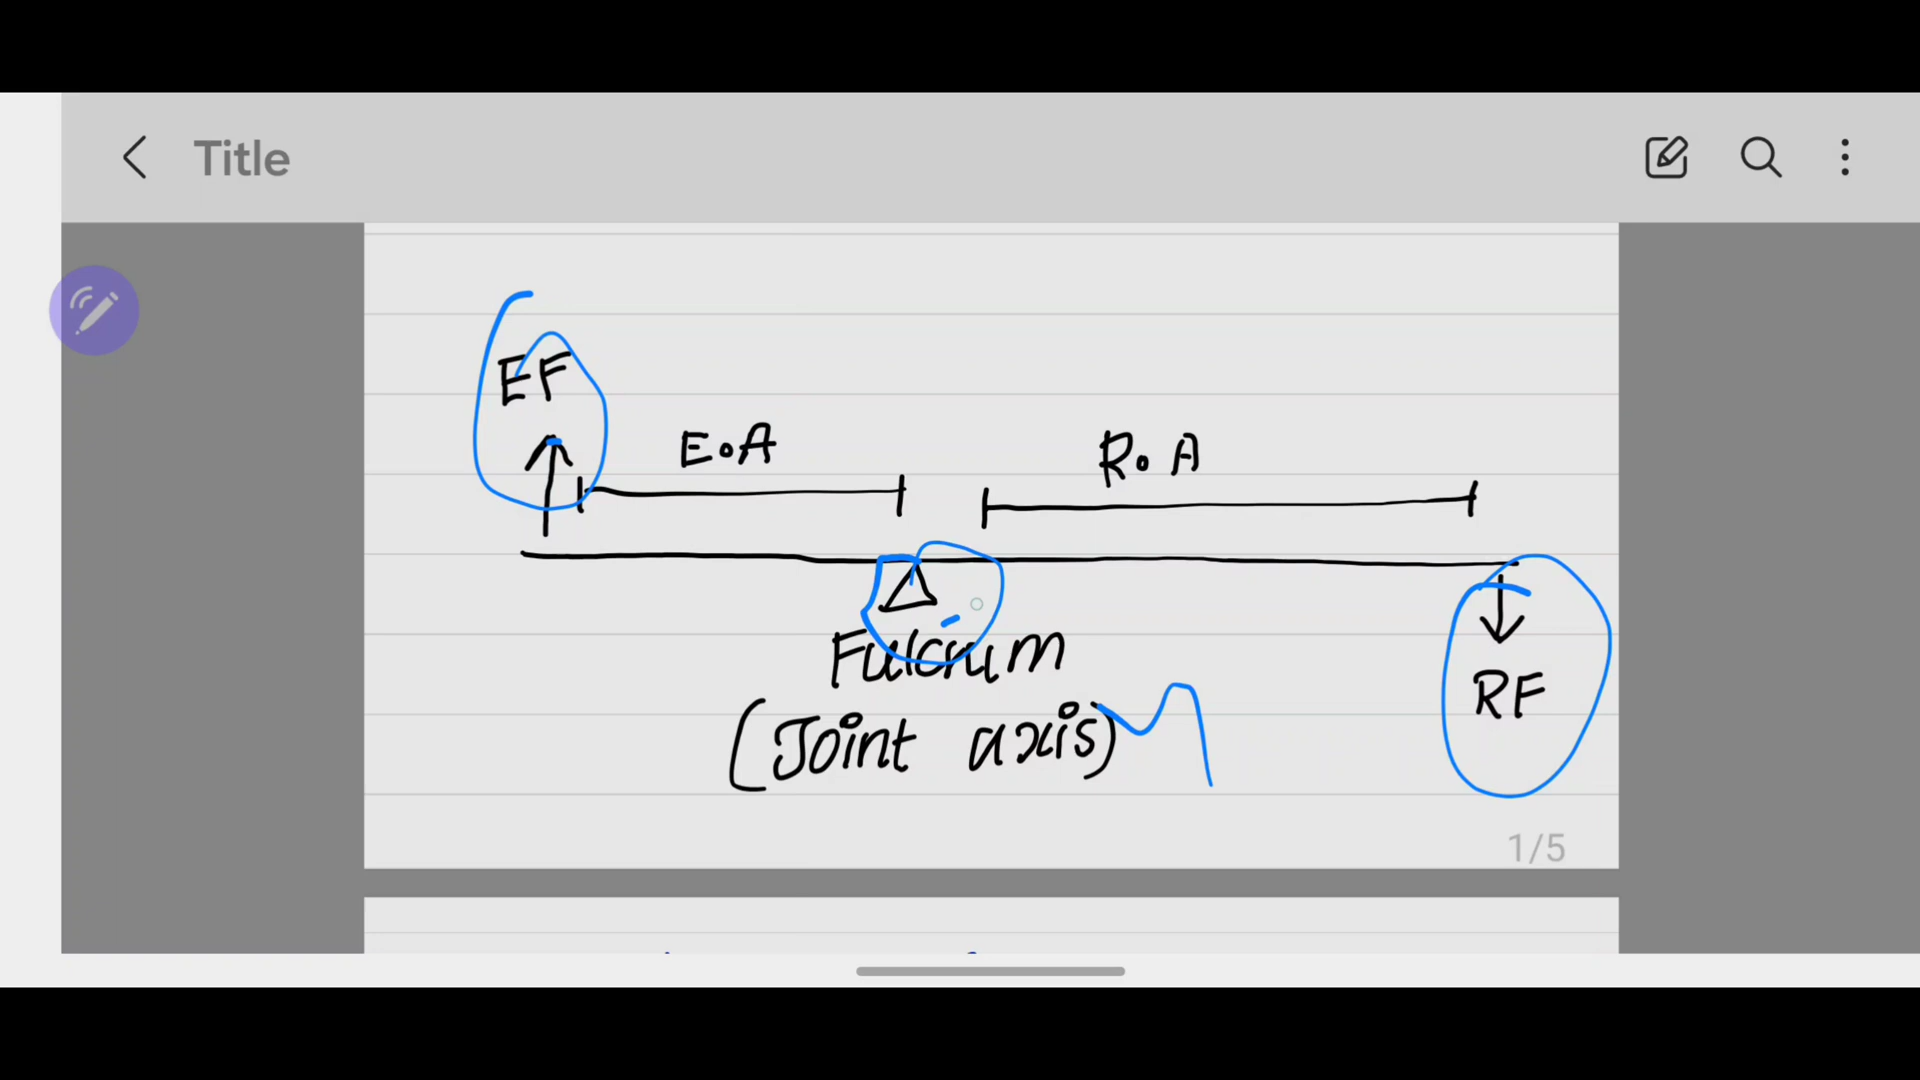 Title
EF
E.A R.A
Fulcrum
RF
(Joint axis)
1/5